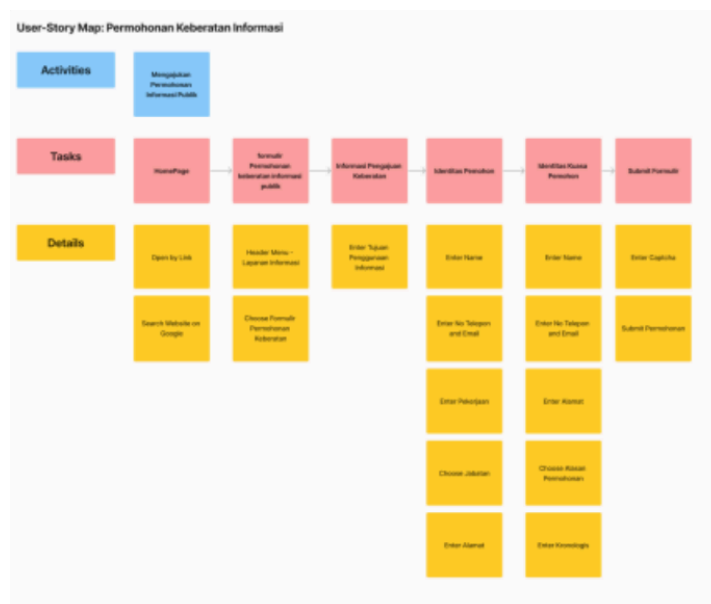 User-Story Map: Permohonan Keberatan Informasi
Activities
Mengajukan
Permohonan
Informasi Publik
Tasks
HomePage
formulir
Permohonan
keberatan informasi
publik
Informasi Pengajuan
Keberatan
Identitas Pemohon
Identitas Kuasa
Pemohon
Submit Formulir
Details
Open by Link
Header Menu -
Layanan Informasi
Enter Tujuan
Penggunaan
Informasi
Enter Name
Enter Name
Enter Captcha
Search Website on
Google
Choose Formulir
Permohonan
Keberatan
Enter No Telepon
and Email
Enter No Telepon
and Email
Submit Permohonan
Enter Pekerjaan
Enter Alamat
Choose Jabatan
Choose Alasan
Permohonan
Enter Alamat
Enter Kronologis